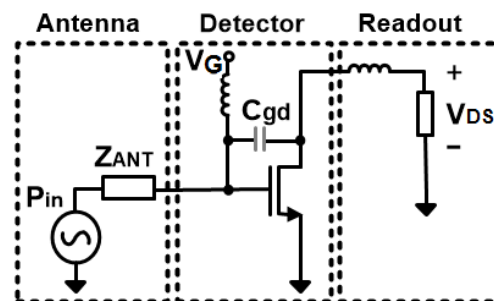 Antenna Detector Readout
VG
Cgd
+
VDS
-
ZANT
Pin